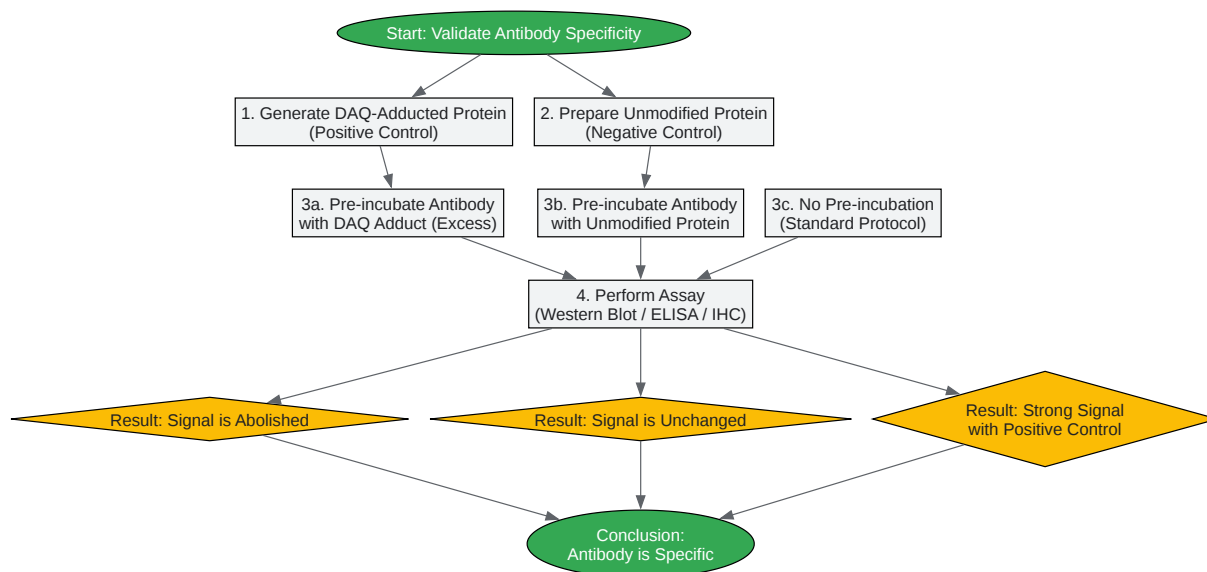 Start: Validate Antibody Specificity
1. Generate DAQ-Adducted Protein
(Positive Control)
2. Prepare Unmodified Protein
(Negative Control)
3a. Pre-incubate Antibody
with DAQ Adduct (Excess)
3b. Pre-incubate Antibody
with Unmodified Protein
3c. No Pre-incubation
(Standard Protocol)
4. Perform Assay
(Western Blot / ELISA / IHC)
Result: Signal is Abolished
Result: Signal is Unchanged
Result: Strong Signal
with Positive Control
Conclusion:
Antibody is Specific